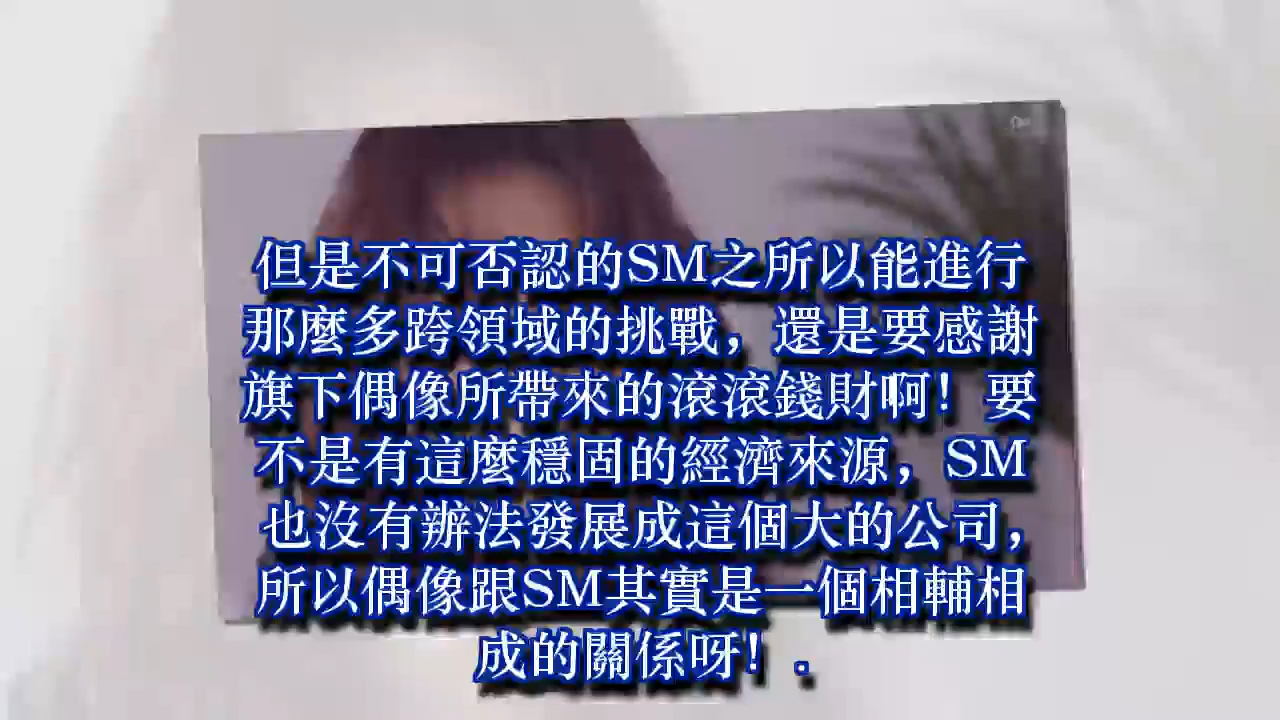 但是不可否認的SM之所以能進行
那麼多跨領域的挑戰，還是要感謝
旗下偶像所帶來的滾滾錢財啊！要
不是有這麼穩固的經濟來源，SM
也沒有辦法發展成這個大的公司，
所以偶像跟SM其實是一個相輔相
成的關係呀！.